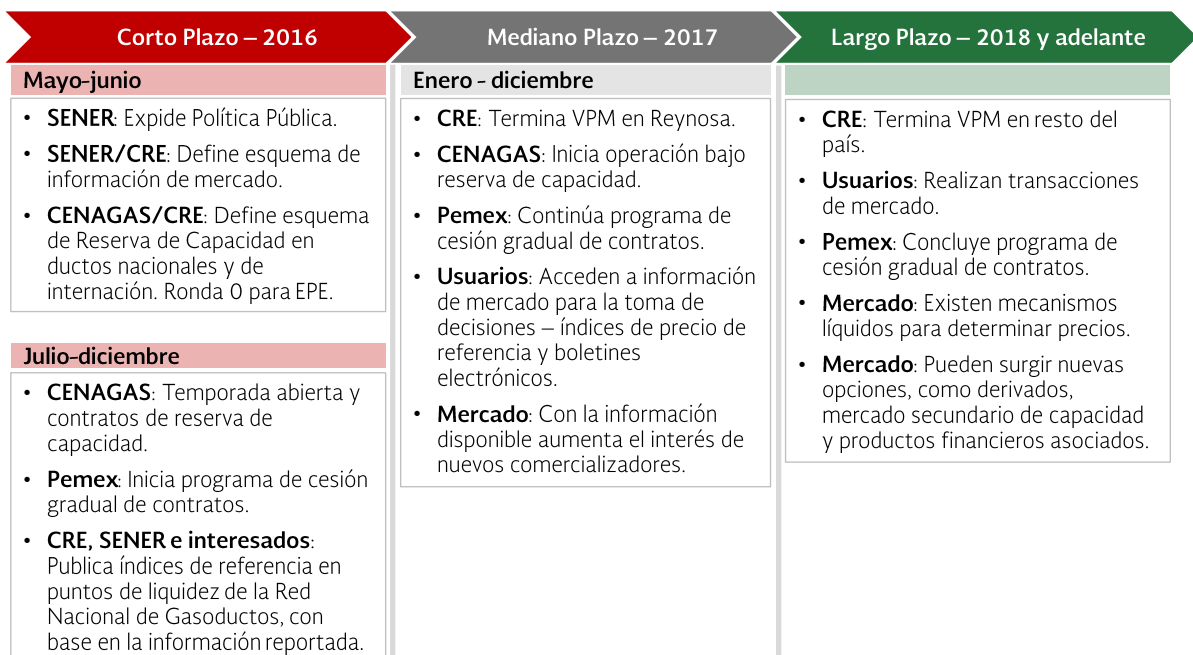 Corto Plazo – 2016
Mayo-junio
• SENER: Expide Política Pública.
• SENER/CRE: Define esquema de
información de mercado.
• CENAGAS/CRE: Define esquema
de Reserva de Capacidad en
ductos nacionales y de
internación. Ronda 0 para EPE.
Julio-diciembre
• CENAGAS: Temporada abierta y
contratos de reserva de
capacidad.
• Pemex: Inicia programa de cesión
gradual de contratos.
• CRE, SENER e interesados:
Publica índices de referencia en
puntos de liquidez de la Red
Nacional de Gasoductos, con
base en la información reportada.
Mediano Plazo – 2017
Enero - diciembre
• CRE: Termina VPM en Reynosa.
• CENAGAS: Inicia operación bajo
reserva de capacidad.
• Pemex: Continúa programa de
cesión gradual de contratos.
• Usuarios: Acceden a información
de mercado para la toma de
decisiones – índices de precio de
referencia y boletines
electrónicos.
• Mercado: Con la información
disponible aumenta el interés de
nuevos comercializadores.
Largo Plazo – 2018 y adelante
• CRE: Termina VPM en resto del
país.
• Usuarios: Realizan transacciones
de mercado.
• Pemex: Concluye programa de
cesión gradual de contratos.
• Mercado: Existen mecanismos
líquidos para determinar precios.
• Mercado: Pueden surgir nuevas
opciones, como derivados,
mercado secundario de capacidad
y productos financieros asociados.